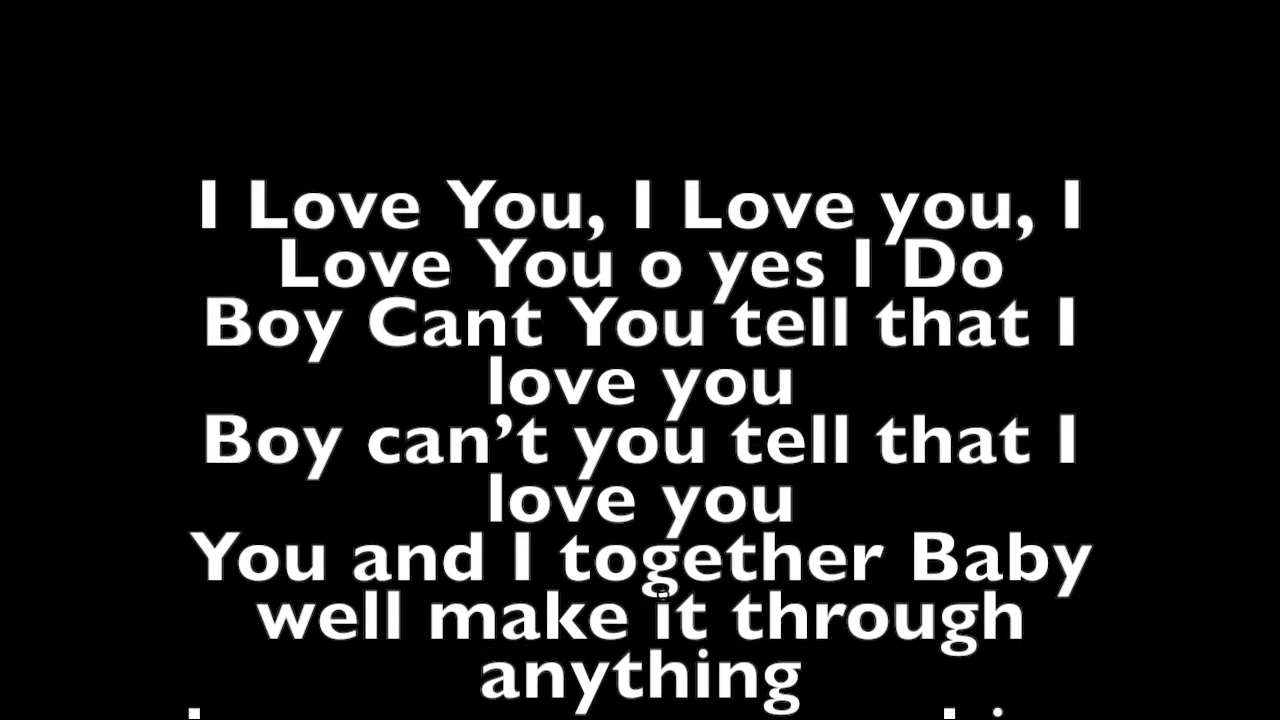 I Love You, I Love you, I
Love You o yes I Do
Boy Cant You tell that I
love you
Boy can’t you tell that I
love you
You and I together Baby
well make it through
anything